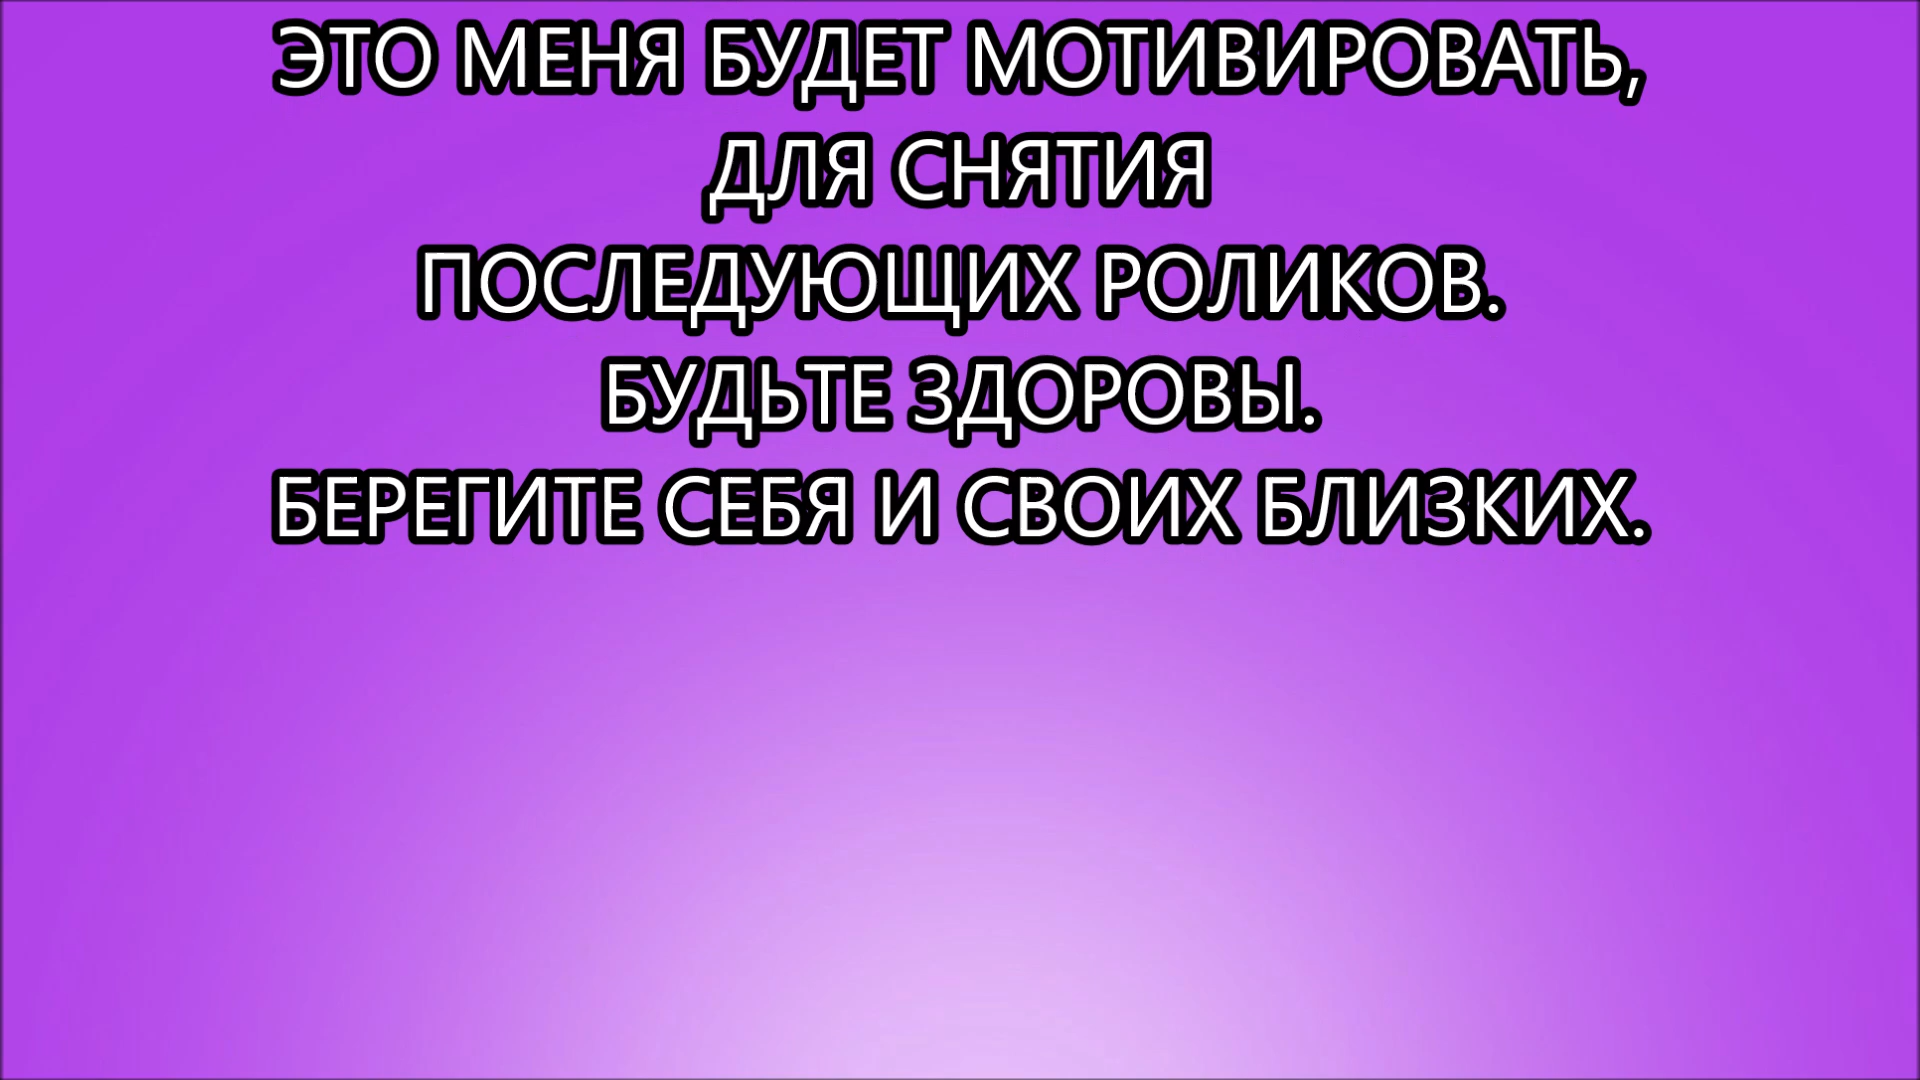 ЭТО МЕНЯ БУДЕТ МОТИВИРОВАТЬ,
ДЛЯ СНЯТИЯ
ПОСЛЕДУЮЩИХ РОЛИКОВ.
БУДЬТЕ ЗДОРОВЫ.
БЕРЕГИТЕ СЕБЯ И СВОИХ БЛИЗКИХ.